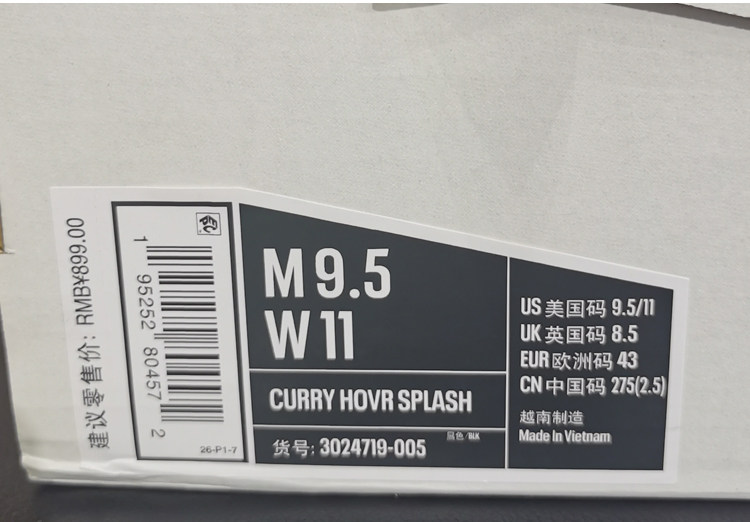 建议零售价: RMB¥899.00
1 95252 80457 2
26-P1-7
M 9.5
W 11
CURRY HOVR SPLASH
货号: 3024719-005
黑色/BLK
US 美国码 9.5/11
UK 英国码 8.5
EUR 欧洲码 43
CN 中国码 275(2.5)
越南制造
Made In Vietnam